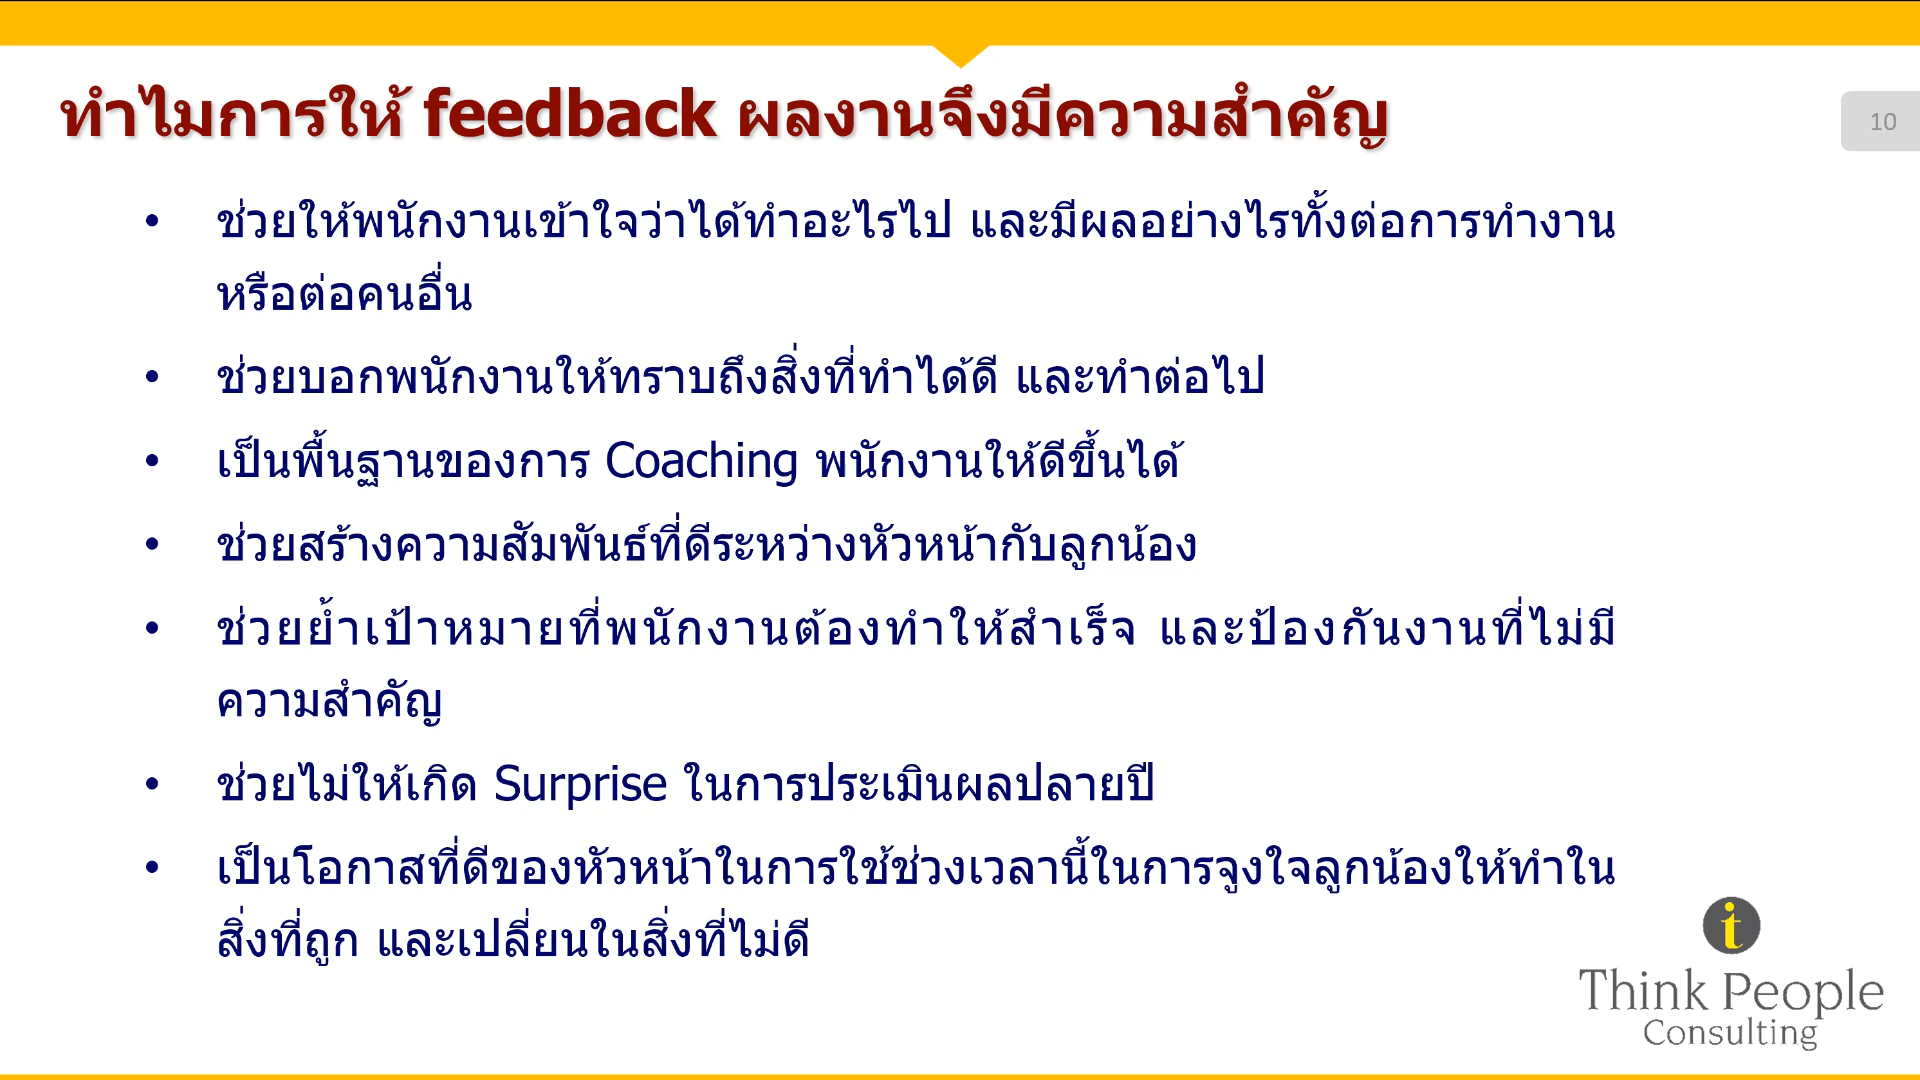 ทำไมการให้ feedback ผลงานจึงมีความสำคัญ
10
• ช่วยให้พนักงานเข้าใจว่าได้ทำอะไรไป และมีผลอย่างไรทั้งต่อการทำงาน
หรือต่อคนอื่น
• ช่วยบอกพนักงานให้ทราบถึงสิ่งที่ทำได้ดี และทำต่อไป
• เป็นพื้นฐานของการ Coaching พนักงานให้ดีขึ้นได้
• ช่วยสร้างความสัมพันธ์ที่ดีระหว่างหัวหน้ากับลูกน้อง
• ช่วยย้ำเป้าหมายที่พนักงานต้องทำให้สำเร็จ และป้องกันงานที่ไม่มี
ความสำคัญ
• ช่วยไม่ให้เกิด Surprise ในการประเมินผลปลายปี
• เป็นโอกาสที่ดีของหัวหน้าในการใช้ช่วงเวลานี้ในการจูงใจลูกน้องให้ทำใน
สิ่งที่ถูก และเปลี่ยนในสิ่งที่ไม่ดี
i
Think People
Consulting